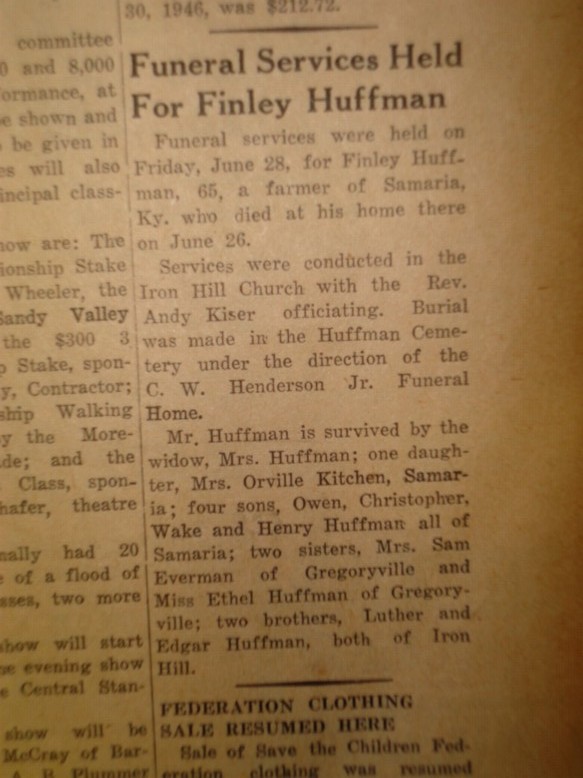 30, 1946, was $212.72.
committee
0 and 8,000
ormance, at
e shown and
be given in
es will also
incipal class-
now are: The
ionship Stake
Wheeler, the
Sandy Valley
the $300 3
p Stake, spon-
y, Contractor;
ship Walking
y the More-
de; and the
Class, spon-
hafer, theatre
nally had 20
e of a flood of
sses, two more
show will start
he evening show
e Central Stan-
show will be
McCray of Bar-
A. B. Plummer
Funeral Services Held
For Finley Huffman
Funeral services were held on
Friday, June 28, for Finley Huff-
man, 65, a farmer of Samaria,
Ky. who died at his home there
on June 26.
Services were conducted in the
Iron Hill Church with the Rev.
Andy Kiser officiating. Burial
was made in the Huffman Ceme-
tery under the direction of the
C. W. Henderson Jr. Funeral
Home.
Mr. Huffman is survived by the
widow, Mrs. Huffman; one daugh-
ter, Mrs. Orville Kitchen, Samar-
ia; four sons, Owen, Christopher,
Wake and Henry Huffman all of
Samaria; two sisters, Mrs. Sam
Everman of Gregoryville and
Miss Ethel Huffman of Gregory-
ville; two brothers, Luther and
Edgar Huffman, both of Iron
Hill.
FEDERATION CLOTHING
SALE RESUMED HERE
Sale of Save the Children Fed-
eration clothing was resumed